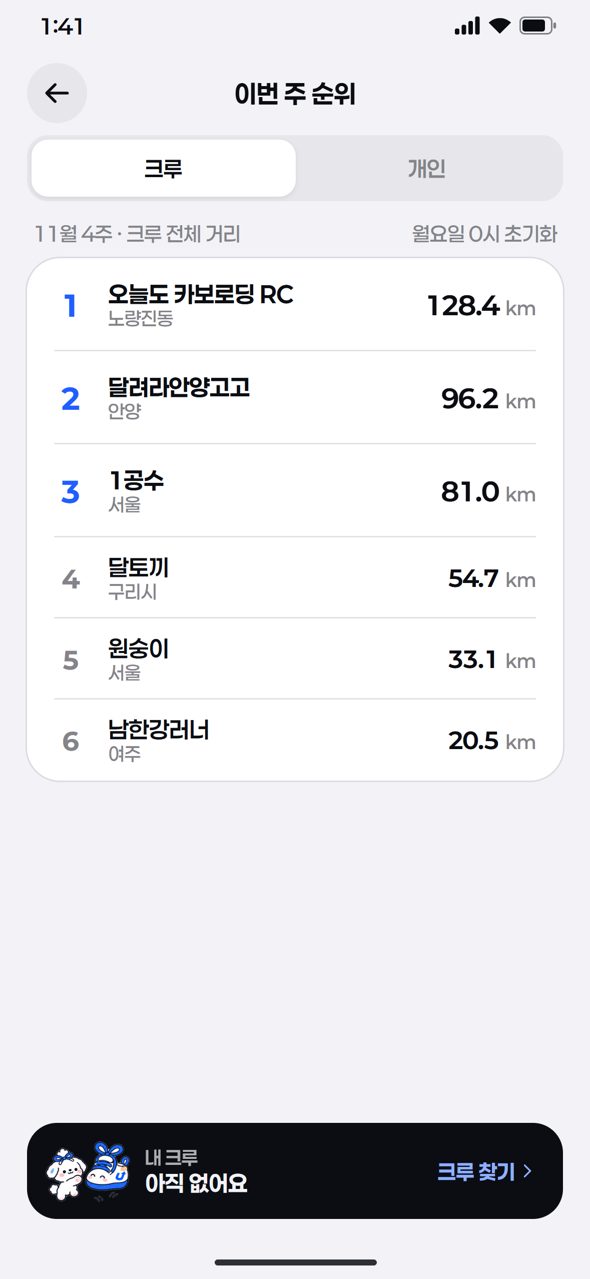 1:41
이번 주 순위
크루
개인
11월 4주 · 크루 전체 거리
월요일 0시 초기화
1
오늘도 카보로딩 RC
노량진동
128.4 km
2
달려라안양고고
안양
96.2 km
3
1공수
서울
81.0 km
4
달토끼
구리시
54.7 km
5
원숭이
서울
33.1 km
6
남한강러너
여주
20.5 km
내 크루
아직 없어요
크루 찾기 >